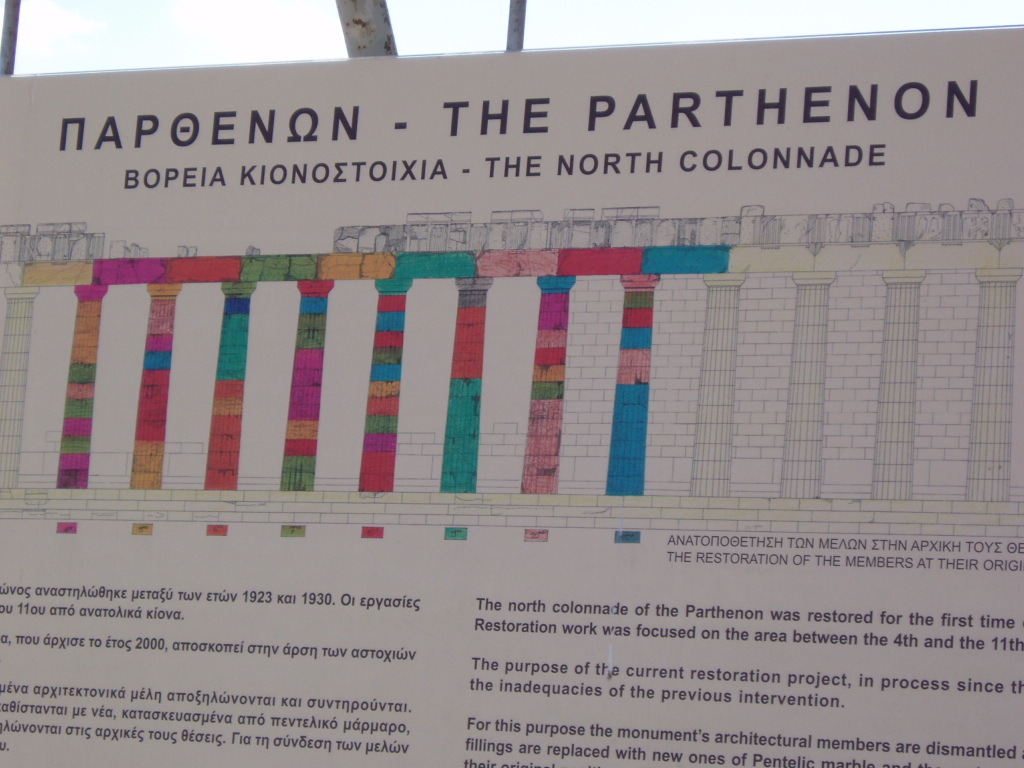 ΠΑΡΘΕΝΩΝ - THE PARTHENON
ΒΟΡΕΙΑ ΚΙΟΝΟΣΤΟΙΧΙΑ - THE NORTH COLONNADE
ΑΝΑΤΟΠΟΘΕΤΗΣΗ ΤΩΝ ΜΕΛΩΝ ΣΤΗΝ ΑΡΧΙΚΗ ΤΟΥΣ ΘΕ
THE RESTORATION OF THE MEMBERS AT THEIR ORIGI
ώνος αναστηλώθηκε μεταξύ των ετών 1923 και 1930. Οι εργασίες
ου 11ου από ανατολικά κίονα.
α, που άρχισε το έτος 2000, αποσκοπεί στην άρση των αστοχιών
μένα αρχιτεκτονικά μέλη αποξηλώνονται και συντηρούνται.
αθίστανται με νέα, κατασκευασμένα από πεντελικό μάρμαρο,
ηλώνονται στις αρχικές τους θέσεις. Για τη σύνδεση των μελών
υ.
The north colonnade of the Parthenon was restored for the first time
Restoration work was focused on the area between the 4th and the 11th
The purpose of the current restoration project, in process since th
the inadequacies of the previous intervention.
For this purpose the monument's architectural members are dismantled
fillings are replaced with new ones of Pentelic marble and the
their original